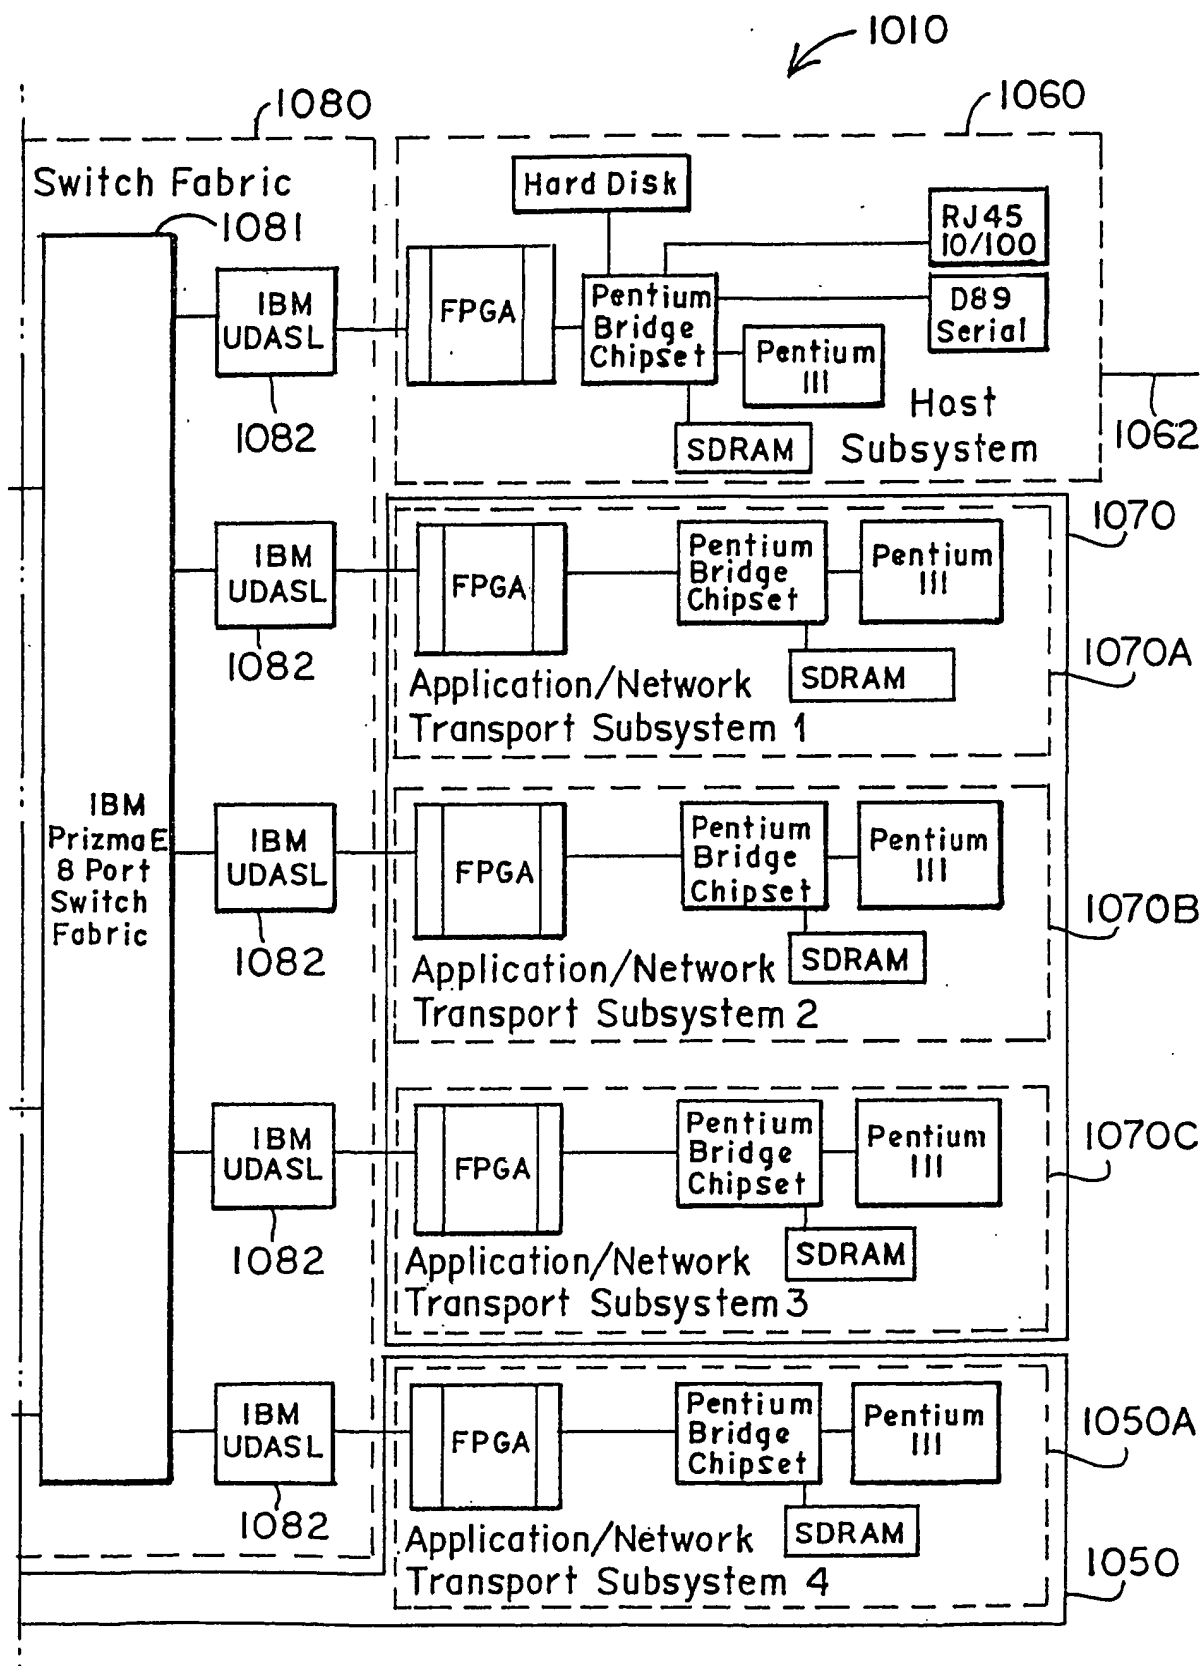 1010
1080
1060
Switch Fabric
1081
Hard Disk
RJ45
10/100
IBM
UDASL
FPGA
Pentium
Bridge
Chipset
D89
Serial
Pentium
III
1082
SDRAM
Host
Subsystem
1062
IBM
UDASL
FPGA
Pentium
Bridge
Chipset
Pentium
III
1070
1082
SDRAM
1070A
Application/Network
Transport Subsystem 1
IBM
PrizmaE
8 Port
Switch
Fabric
IBM
UDASL
FPGA
Pentium
Bridge
Chipset
Pentium
III
1070B
1082
SDRAM
Application/Network
Transport Subsystem 2
IBM
UDASL
FPGA
Pentium
Bridge
Chipset
Pentium
III
1070C
1082
SDRAM
Application/Network
Transport Subsystem 3
IBM
UDASL
FPGA
Pentium
Bridge
Chipset
Pentium
III
1050A
1082
SDRAM
Application/Network
Transport Subsystem 4
1050